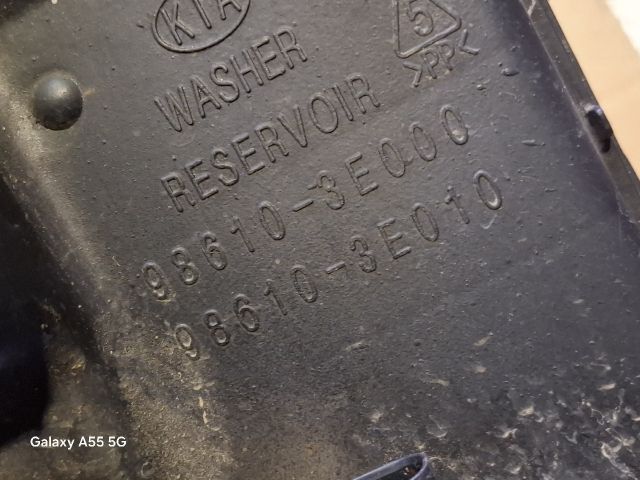 KIA
5
>PP<
WASHER
RESERVOIR
98610-3E000
98610-3E010
Galaxy A55 5G